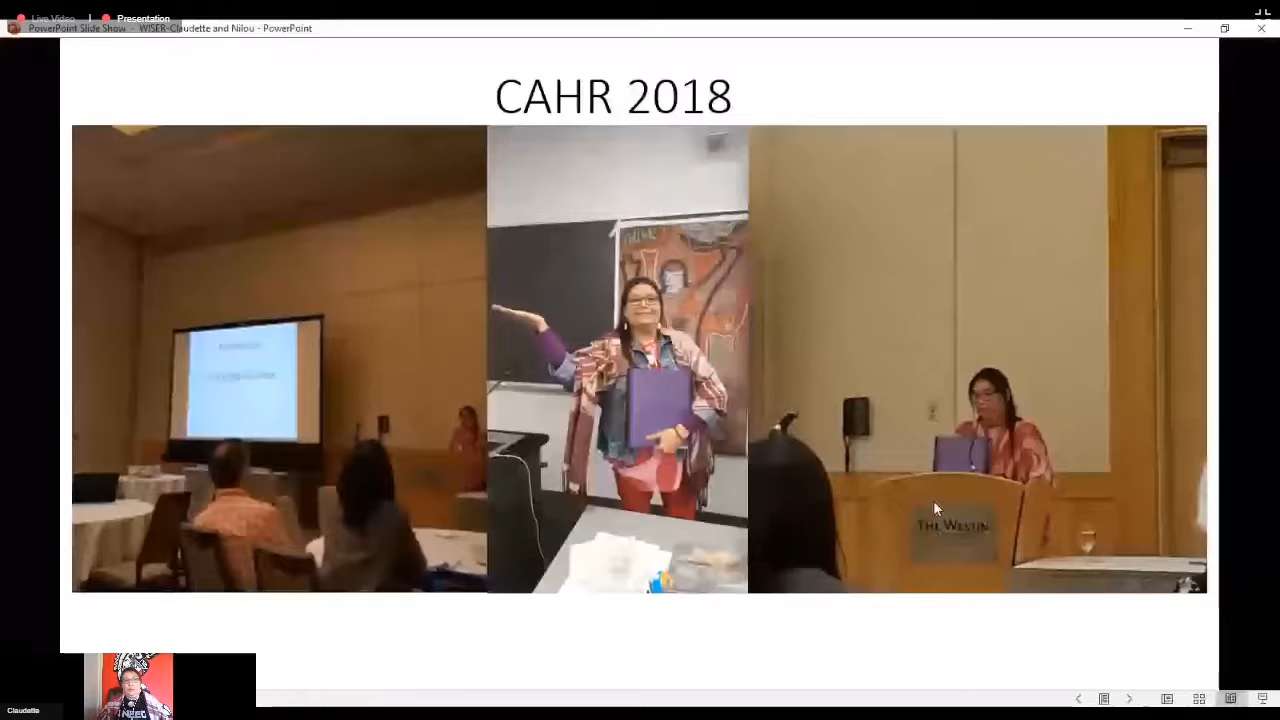 Live Video
Presentation
PowerPoint Slide Show - WISER-Claudette and Nilou - PowerPoint
CAHR 2018
THE WESTIN
Claudette